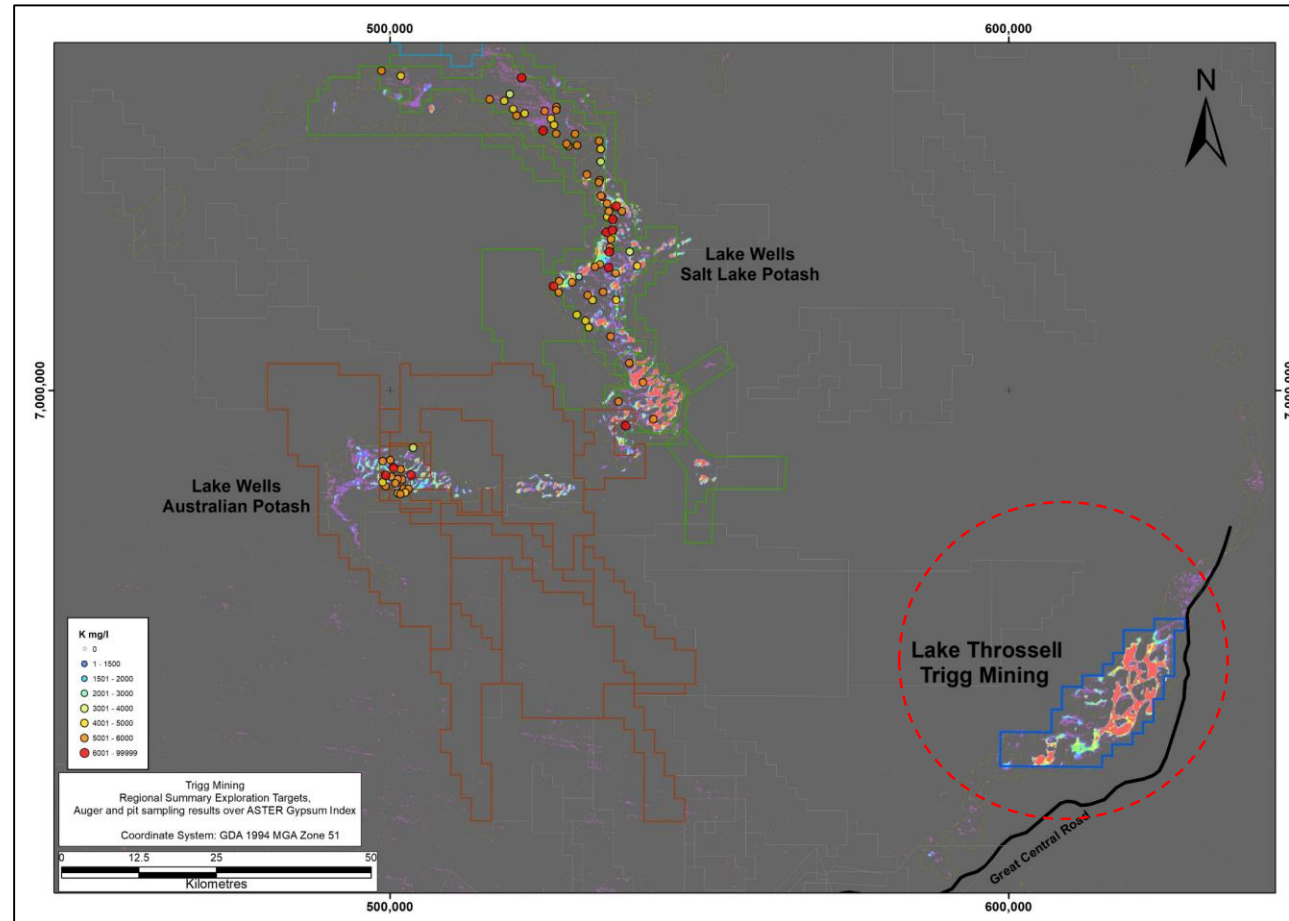 500,000
600,000
N
Lake Wells
Salt Lake Potash
7,000,000
7,000,000
Lake Wells
Australian Potash
Lake Throssell
Trigg Mining
Great Central Road
K mg/l
0
1 - 1500
1501 - 2000
2001 - 3000
3001 - 4000
4001 - 5000
5001 - 6000
6001 - 99999
Trigg Mining
Regional Summary Exploration Targets,
Auger and pit sampling results over ASTER Gypsum Index
Coordinate System: GDA 1994 MGA Zone 51
0 12.5 25 50
Kilometres
500,000
600,000